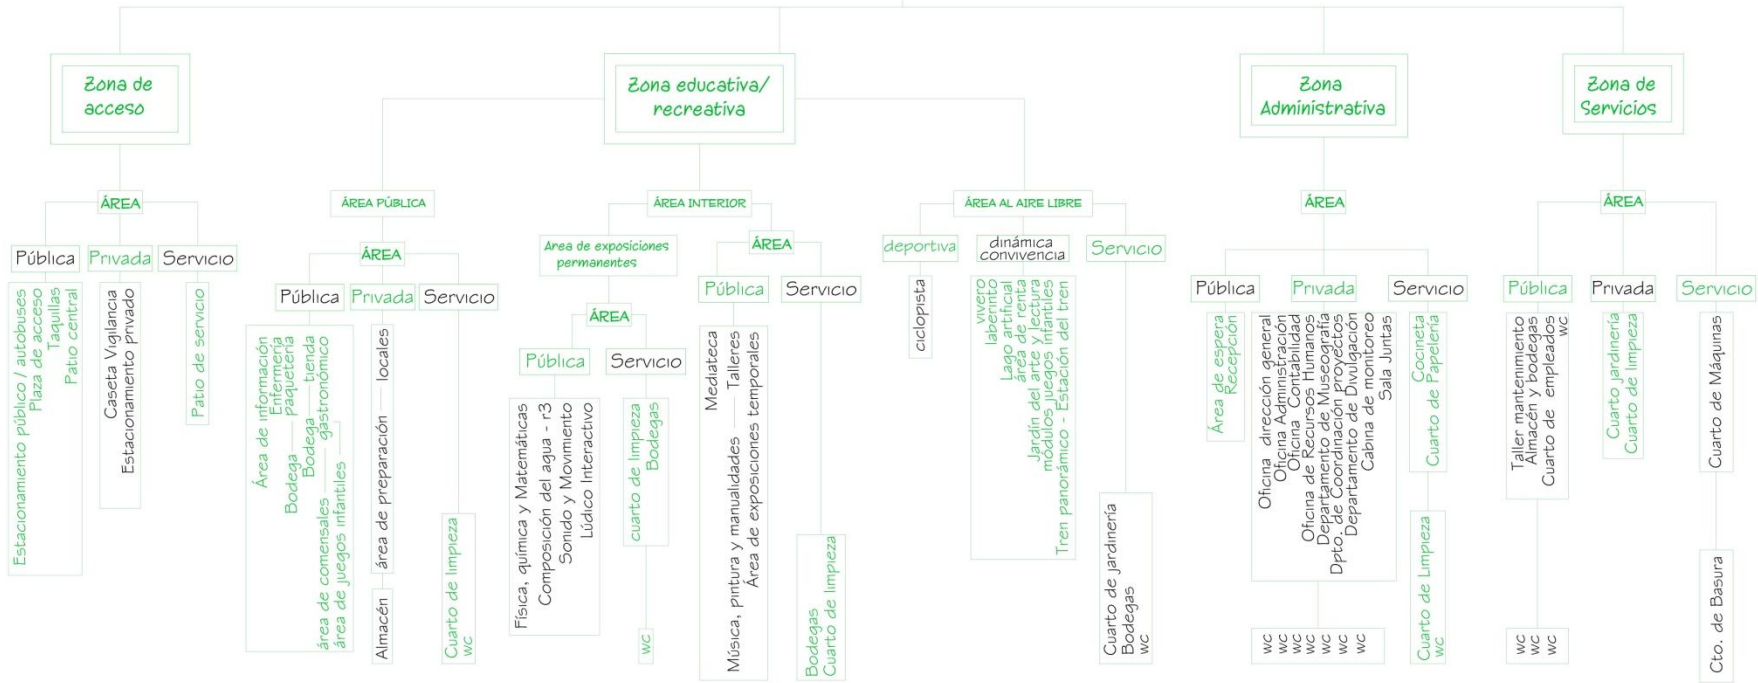 Zona de
acceso
ÁREA
Pública
Estacionamiento público / autobuses
Plaza de acceso
Taquillas
Patio central
Privada
Caseta Vigilancia
Estacionamiento privado
Servicio
Patio de servicio
Zona educativa/
recreativa
ÁREA PÚBLICA
ÁREA
Pública
Área de información
Enfermería
Bodega paquetería
Bodega tienda
área de comensales gastronómico
área de juegos infantiles
Privada
área de preparación locales
Almacén
Servicio
Cuarto de limpieza
wc
ÁREA INTERIOR
Area de exposiciones
permanentes
ÁREA
Pública
Física, química y Matemáticas
Composición del agua - r3
Sonido y Movimiento
Lúdico Interactivo
Servicio
cuarto de limpieza
Bodegas
wc
ÁREA
Pública
Mediateca
Música, pintura y manualidades Talleres
Área de exposiciones temporales
Servicio
Bodegas
Cuarto de limpieza
ÁREA AL AIRE LIBRE
deportiva
ciclopista
dinámica
convivencia
vivero
laberinto
Lago artificial
área de renta
Jardín del arte y lectura
módulos juegos infantiles
Tren panorámico - Estación del tren
Servicio
Cuarto de jardinería
Bodegas
wc
Zona
Administrativa
ÁREA
Pública
Área de espera
Recepción
Privada
Oficina dirección general
Oficina Administración
Oficina Contabilidad
Oficina de Recursos Humanos
Departamento de Museografía
Dpto. de Coordinación proyectos
Departamento de Divulgación
Cabina de monitoreo
Sala Juntas
wc
wc
wc
wc
wc
wc
wc
Servicio
Cocineta
Cuarto de Papelería
Cuarto de Limpieza
wc
Zona de
Servicios
ÁREA
Pública
Taller mantenimiento
Almacén y bodegas
Cuarto de empleados
wc
wc
wc
wc
Privada
Cuarto jardinería
Cuarto de limpieza
Servicio
Cuarto de Máquinas
Cto. de Basura